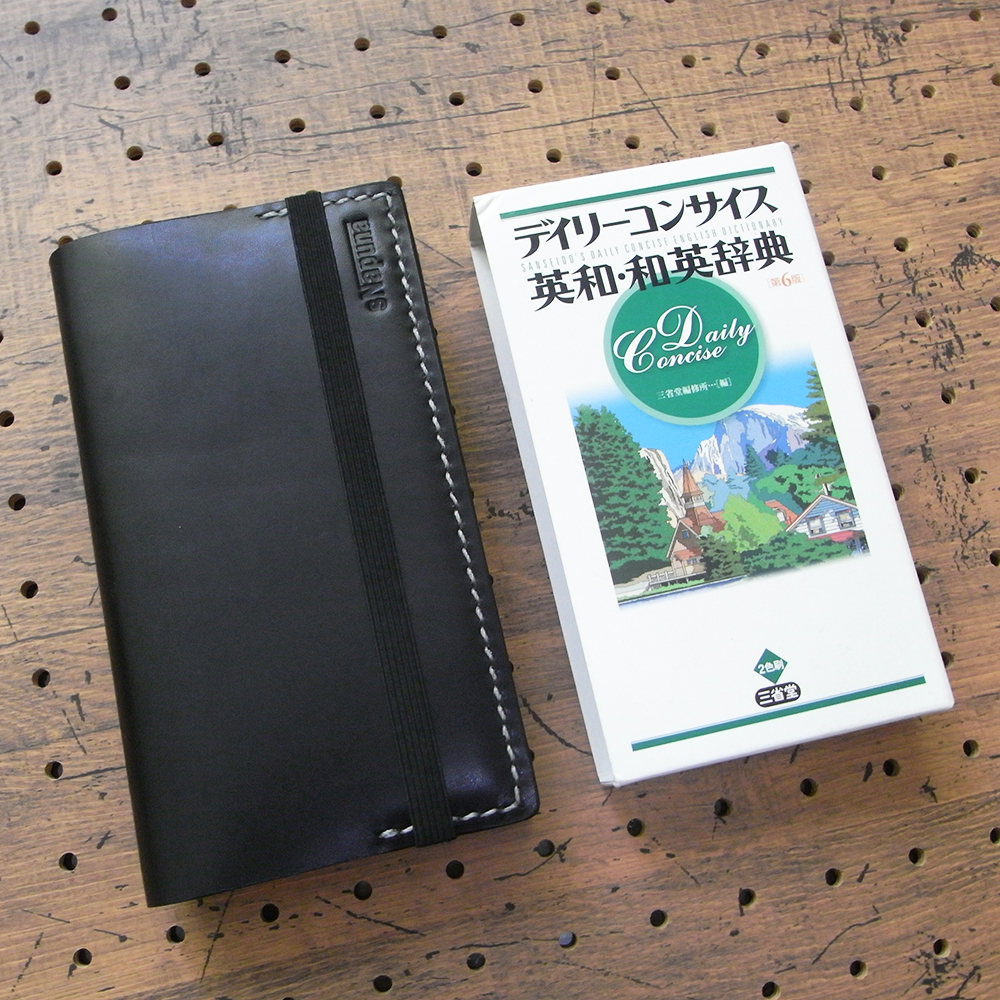 eNapuna
デイリーコンサイス
SANSEIDO'S DAILY CONCISE ENGLISH DICTIONARY
英和・和英辞典
[第6版]
Daily
Concise
三省堂編修所…[編]
2色刷
三省堂